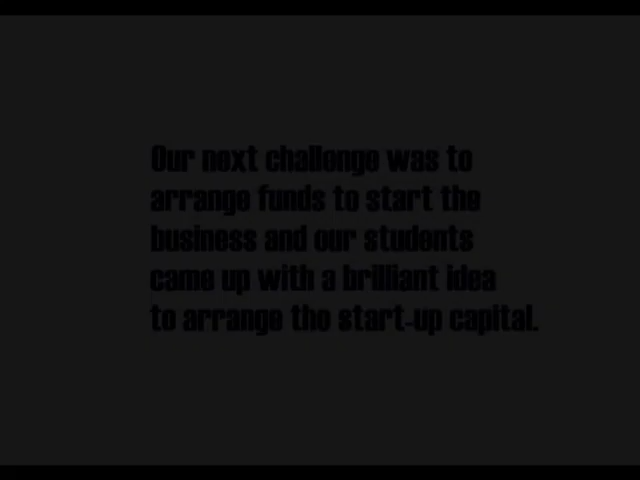 Our next challenge was to
arrange funds to start the
business and our students
came up with a brilliant idea
to arrange the start-up capital.